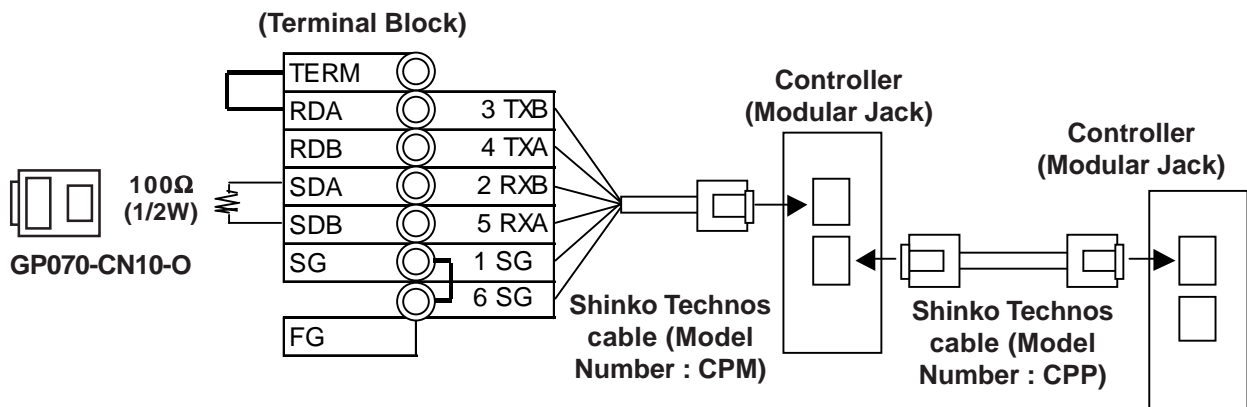 (Terminal Block)
TERM
RDA
3 TXB
RDB
4 TXA
SDA
2 RXB
SDB
5 RXA
SG
1 SG
6 SG
FG
100Ω
(1/2W)
GP070-CN10-O
Controller
(Modular Jack)
Controller
(Modular Jack)
Shinko Technos
cable (Model
Number : CPM)
Shinko Technos
cable (Model
Number : CPP)